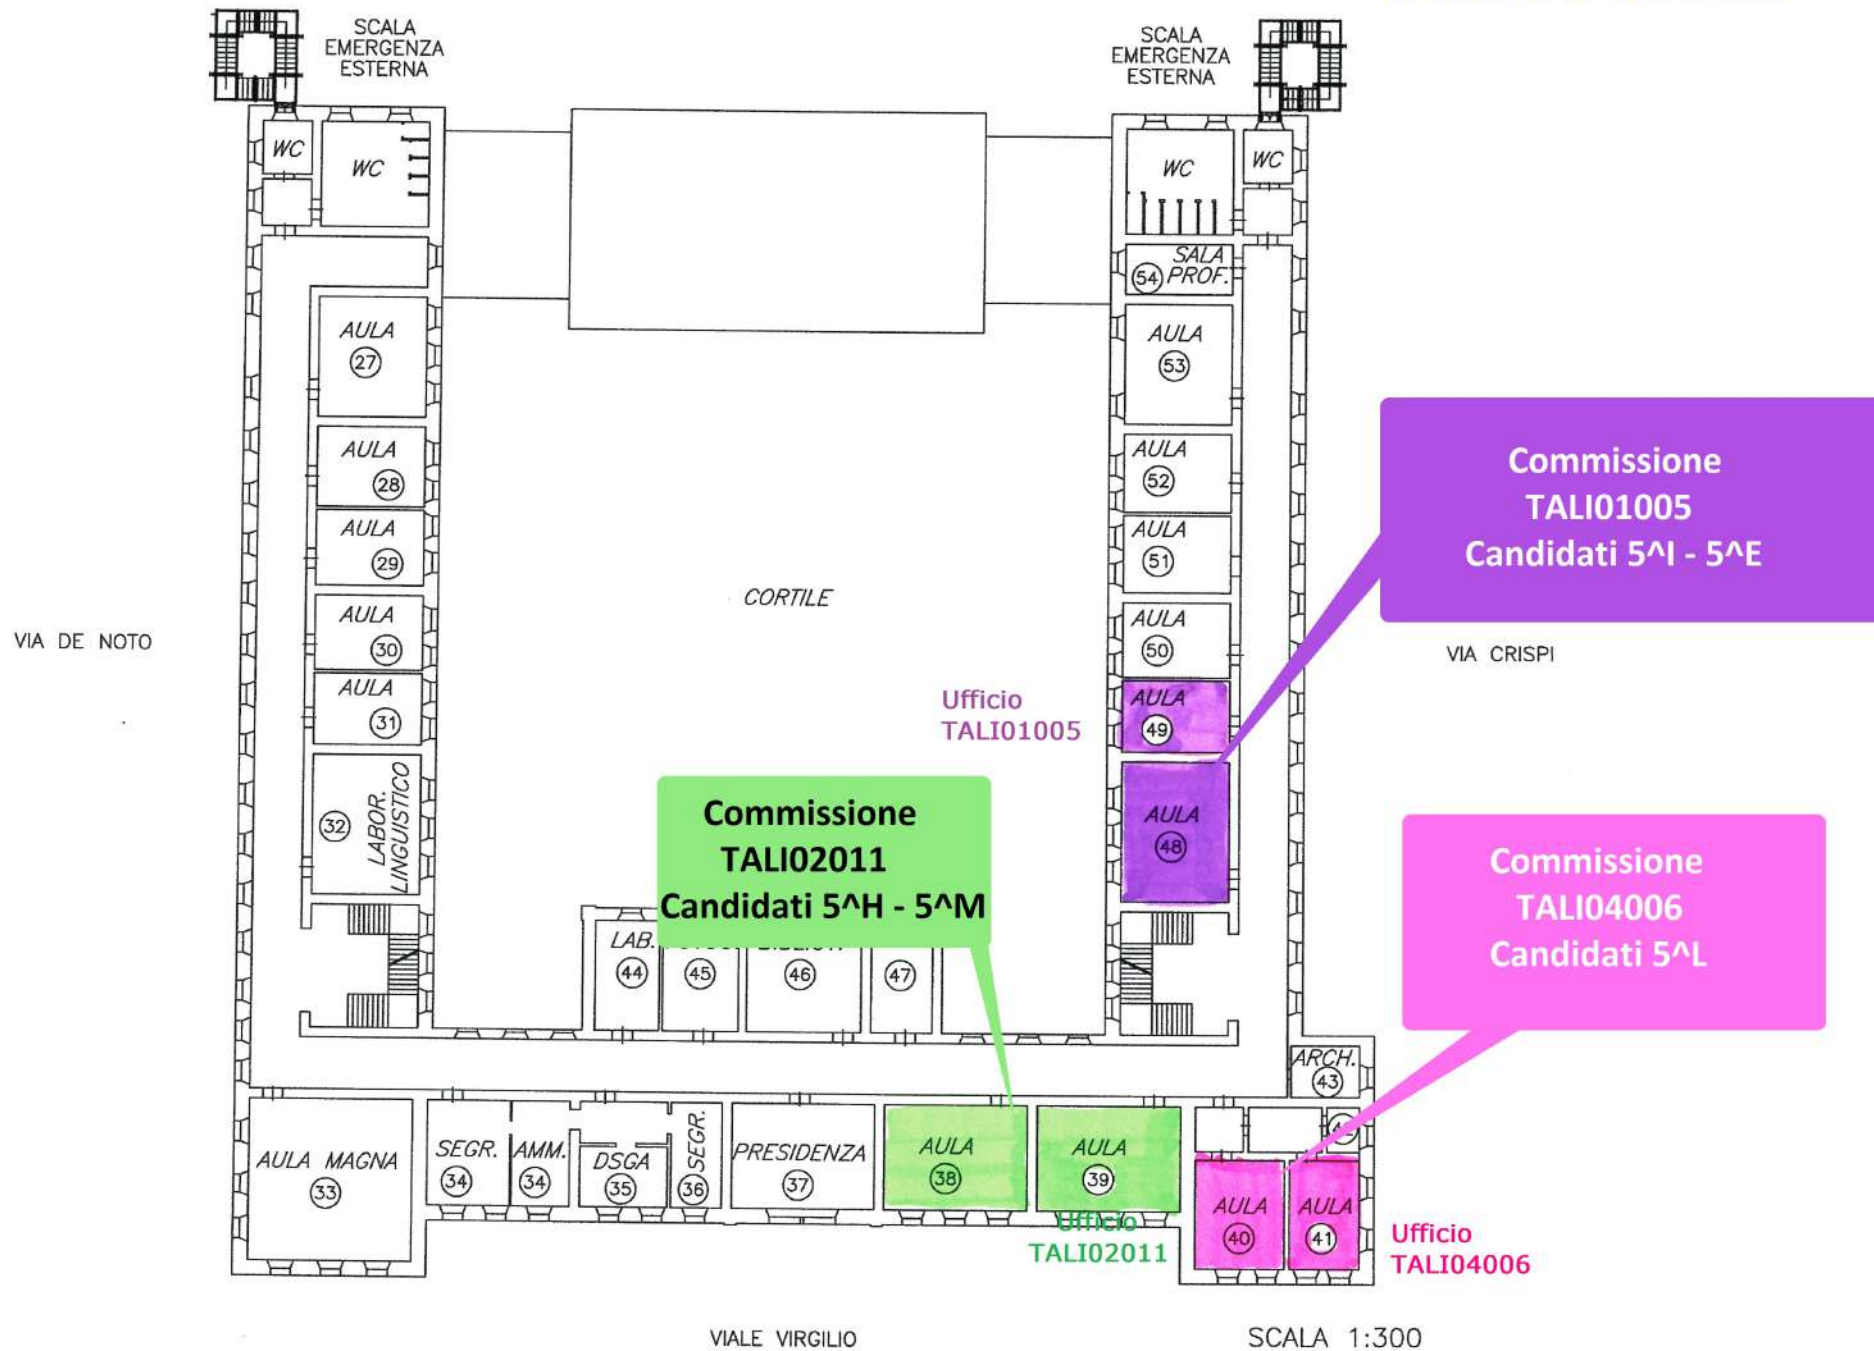 SCALA
EMERGENZA
ESTERNA
SCALA
EMERGENZA
ESTERNA
WC
WC
WC
WC
SALA
54 PROF.
AULA
27
AULA
53
AULA
28
AULA
52
AULA
29
AULA
51
Commissione
TALI01005
Candidati 5^I - 5^E
CORTILE
AULA
30
AULA
50
VIA DE NOTO
VIA CRISPI
AULA
31
Ufficio
TALI01005
AULA
49
32
LABOR.
LINGUISTICO
AULA
48
Commissione
TALI02011
Candidati 5^H - 5^M
Commissione
TALI04006
Candidati 5^L
LAB.
44
45
46
47
ARCH.
43
42
AULA MAGNA
33
SEGR.
34
AMM.
34
DSGA
35
SEGR.
36
PRESIDENZA
37
AULA
38
AULA
39
AULA
40
AULA
41
Ufficio
TALI02011
Ufficio
TALI04006
VIALE VIRGILIO
SCALA 1:300